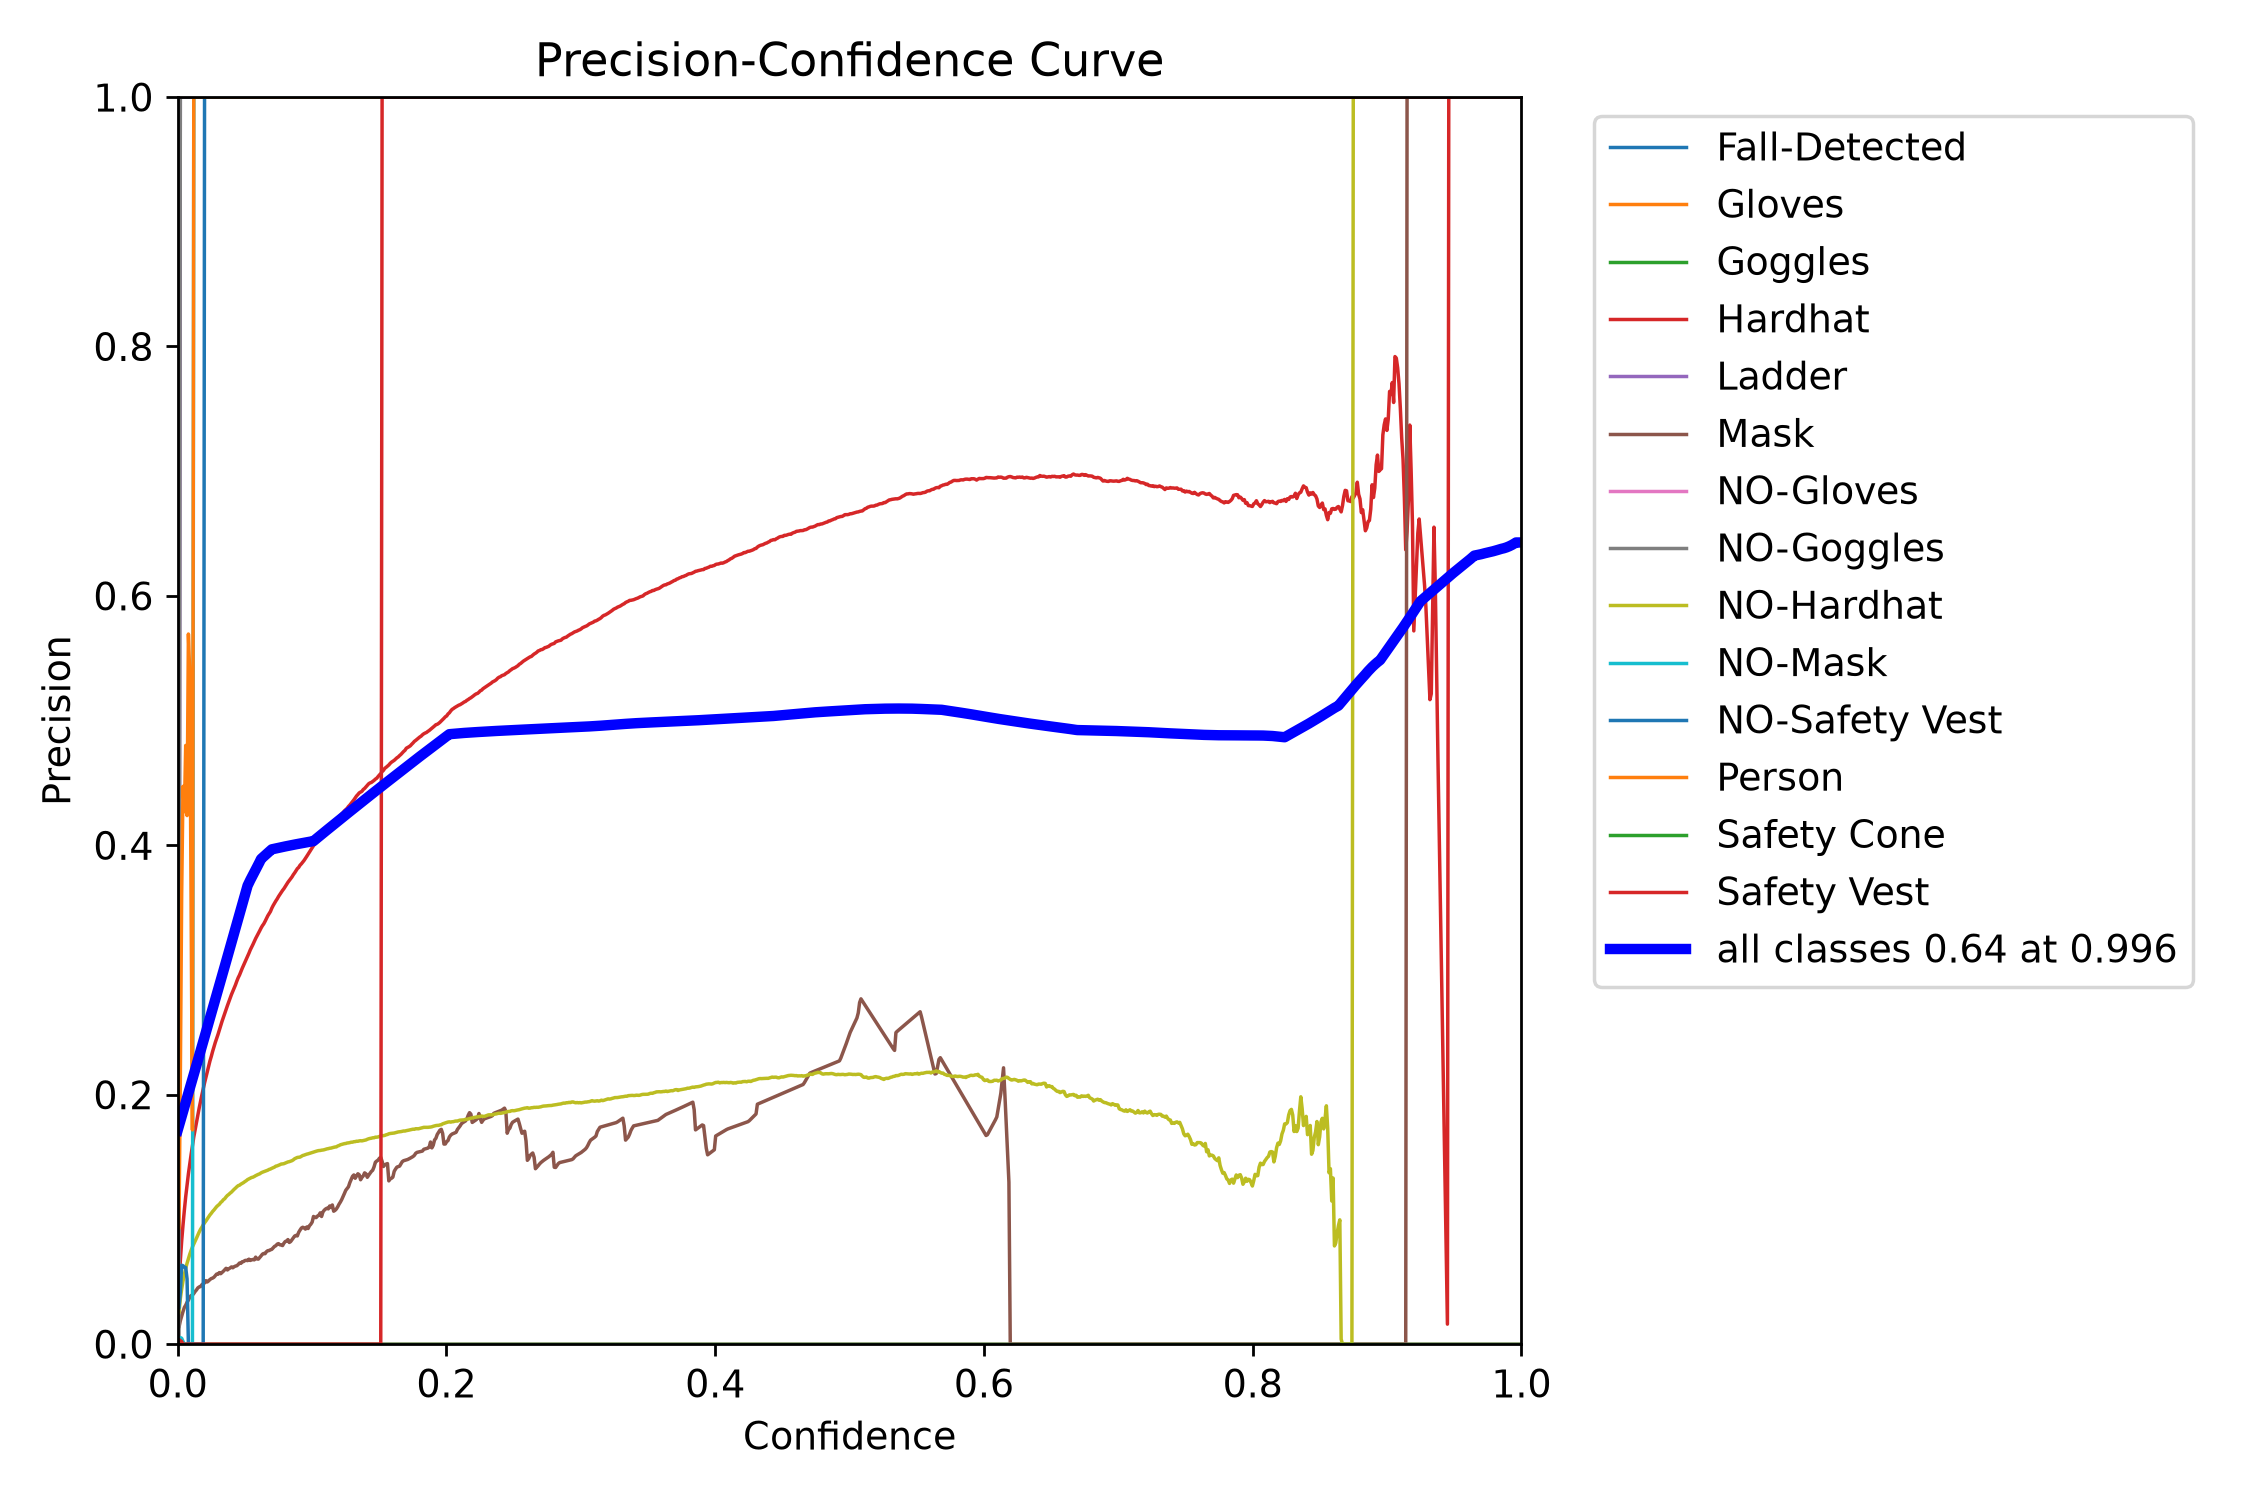 Precision-Confidence Curve
1.0
0.8
0.6
0.4
0.2
0.0
Precision
0.0 0.2 0.4 0.6 0.8 1.0
Confidence
Fall-Detected
Gloves
Goggles
Hardhat
Ladder
Mask
NO-Gloves
NO-Goggles
NO-Hardhat
NO-Mask
NO-Safety Vest
Person
Safety Cone
Safety Vest
all classes 0.64 at 0.996